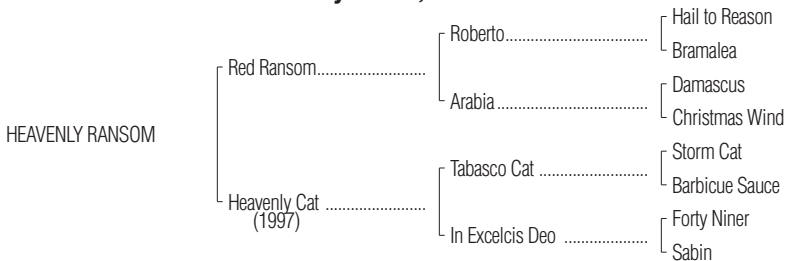 Hail to Reason
Roberto..................................
Bramalea
Red Ransom..........................
Damascus
Arabia ....................................
Christmas Wind
HEAVENLY RANSOM
Storm Cat
Tabasco Cat ..........................
Barbicue Sauce
Heavenly Cat ........................
(1997)
Forty Niner
In Excelcis Deo ....................
Sabin